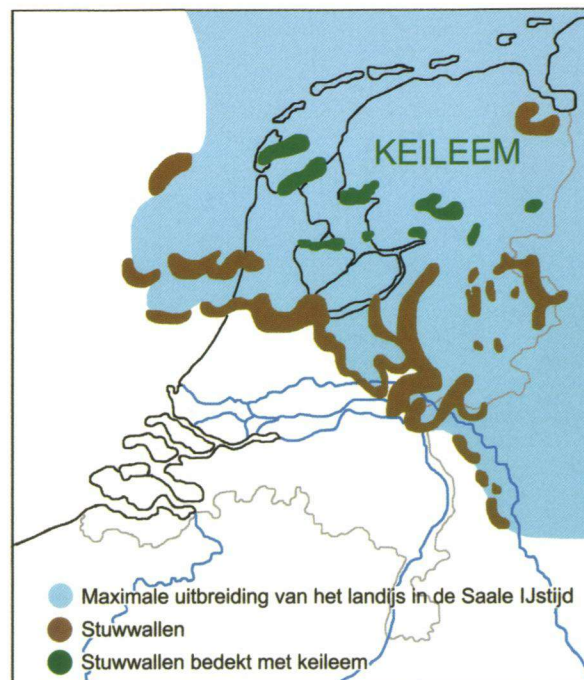 KEILEEM
Maximale uitbreiding van het landijs in de Saale IJstijd
Stuwwallen
Stuwwallen bedekt met keileem